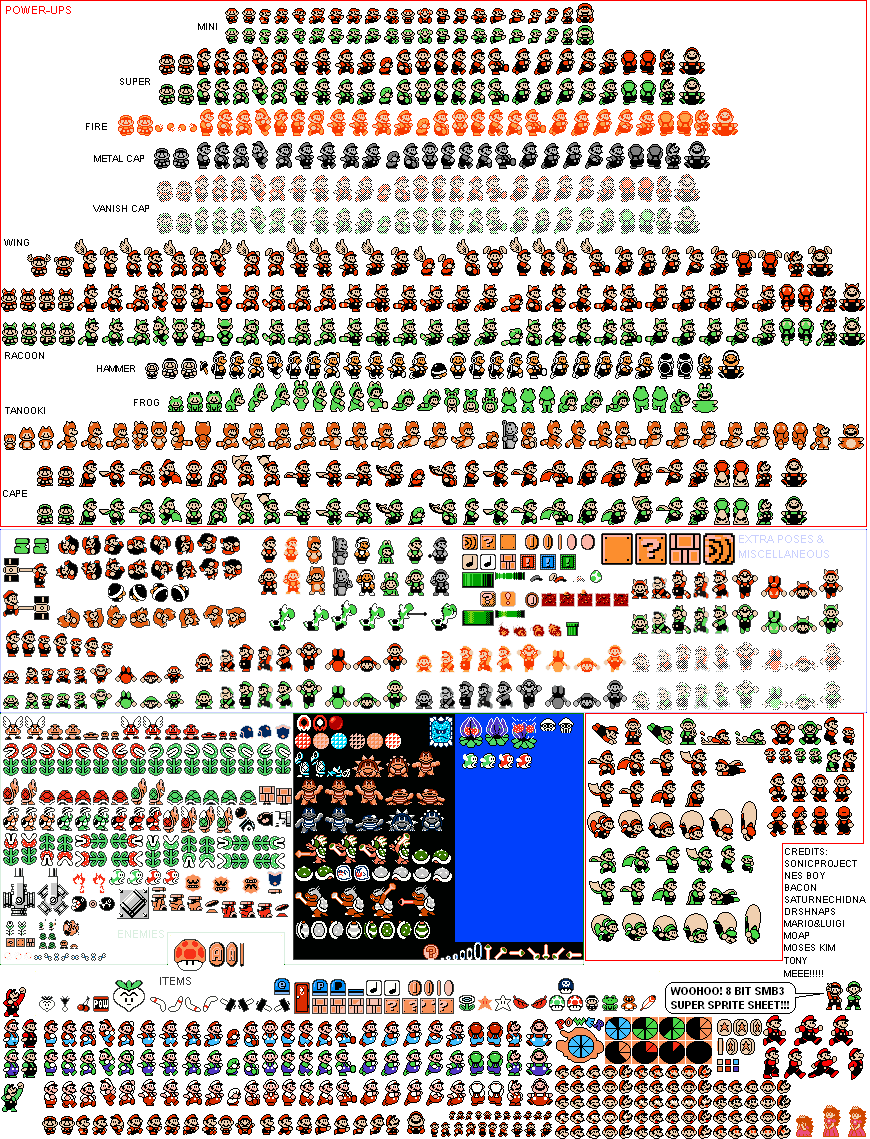 POWER-UPS
MINI
SUPER
FIRE
METAL CAP
VANISH CAP
WING
RACOON
HAMMER
FROG
TANOOKI
CAPE
EXTRA POSES &
MISCELLANEOUS
ENEMIES
CREDITS:
SONICPROJECT
NES BOY
BACON
SATURNECHIDNA
DRSHNAPS
MARIO&LUIGI
MOAP
MOSES KIM
TONY
MEEE!!!!!
ITEMS
POW
P P
WOOHOO! 8 BIT SMB3
SUPER SPRITE SHEET!!!
POWER